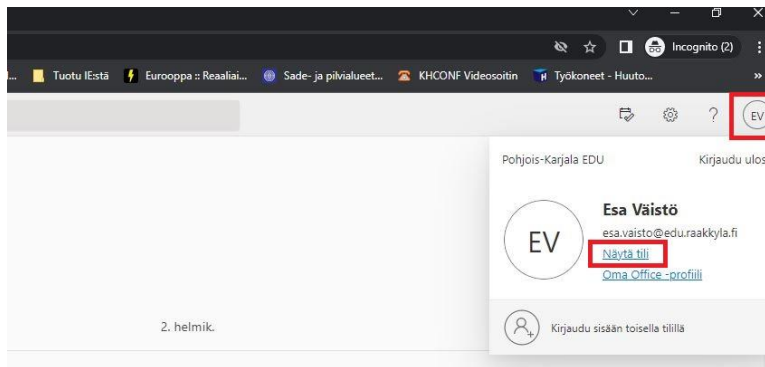 Incognito (2)
... Tuotu IE:stä Eurooppa :: Reaaliai... Sade- ja pilvialueet... KHCONF Videosoitin Työkoneet - Huuto... »
? EV
Pohjois-Karjala EDU Kirjaudu ulos
EV
Esa Väistö
esa.vaisto@edu.raakkyla.fi
Näytä tili
Oma Office -profiili
2. helmik.
Kirjaudu sisään toisella tilillä